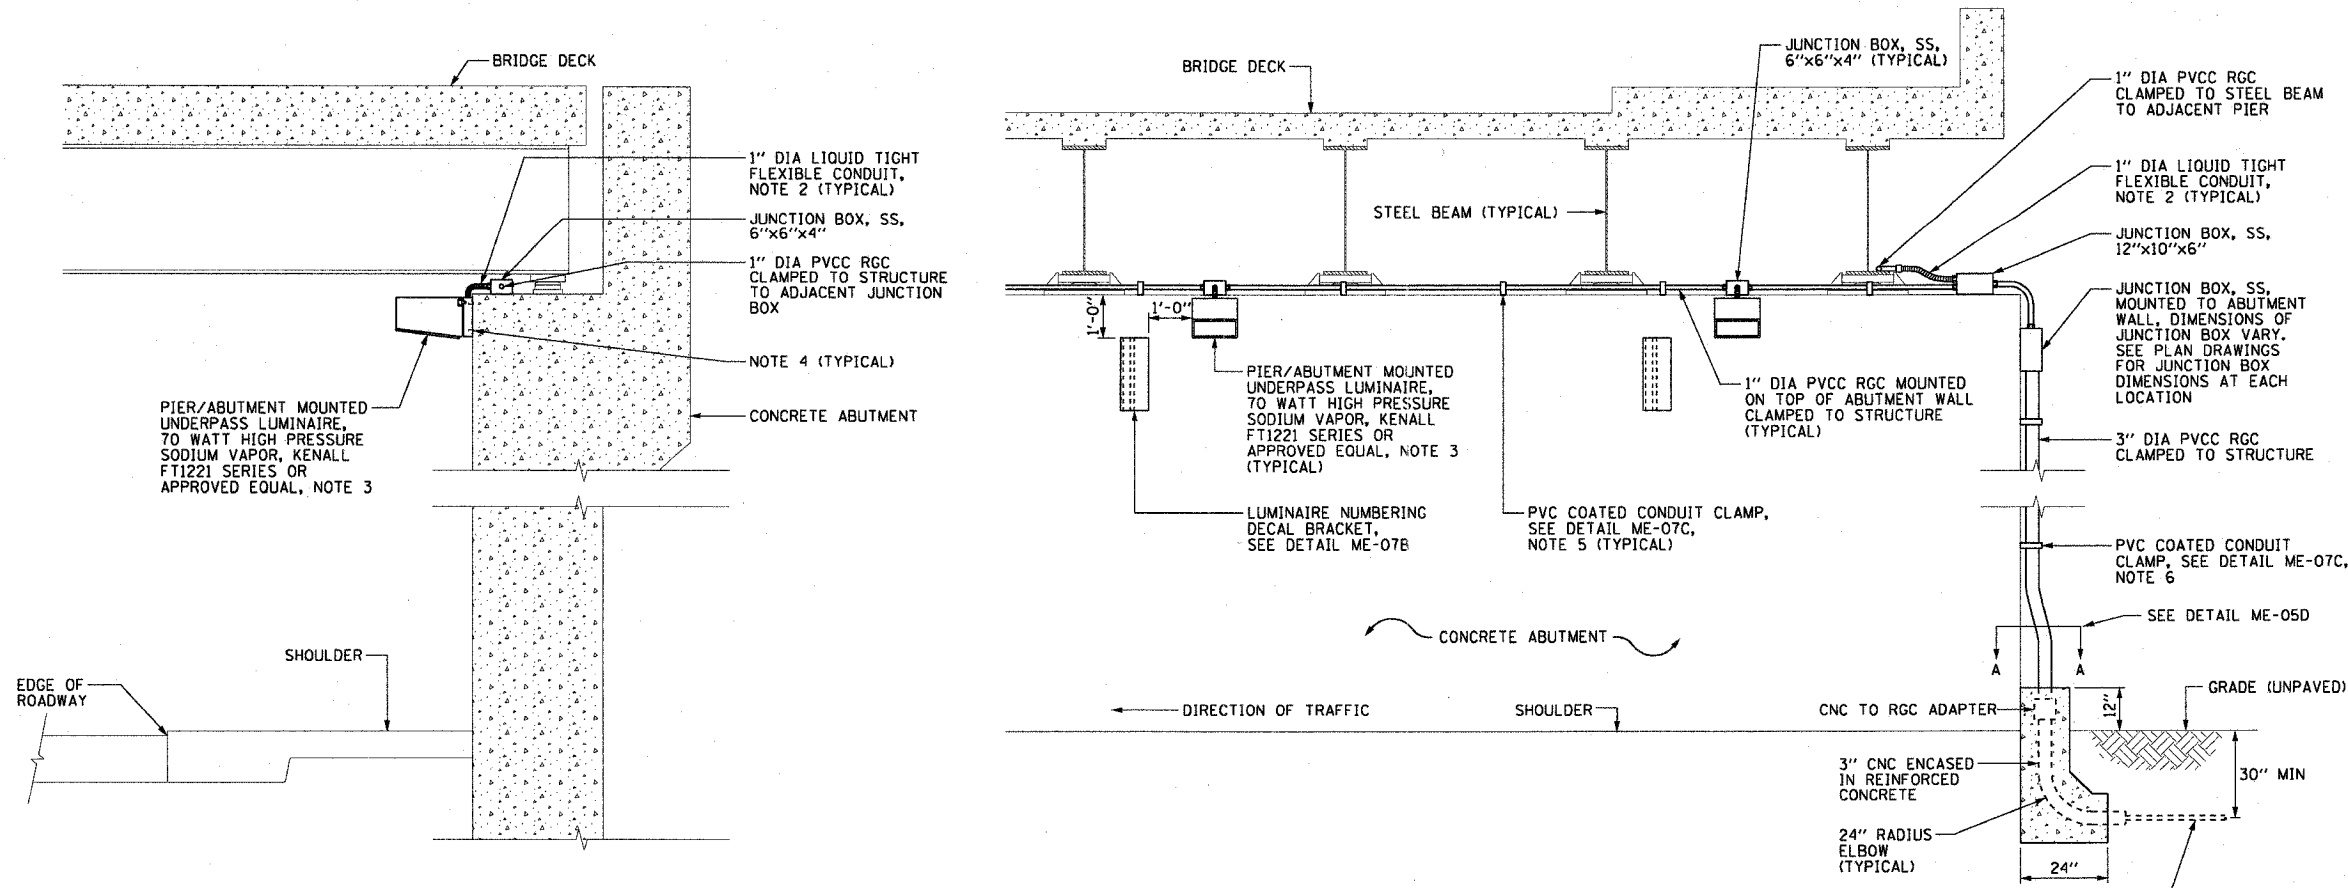 BRIDGE DECK
1" DIA LIQUID TIGHT
FLEXIBLE CONDUIT,
NOTE 2 (TYPICAL)
JUNCTION BOX, SS,
6"x6"x4"
1" DIA PVCC RGC
CLAMPED TO STRUCTURE
TO ADJACENT JUNCTION
BOX
NOTE 4 (TYPICAL)
PIER/ABUTMENT MOUNTED
UNDERPASS LUMINAIRE,
70 WATT HIGH PRESSURE
SODIUM VAPOR, KENALL
FT1221 SERIES OR
APPROVED EQUAL, NOTE 3
CONCRETE ABUTMENT
SHOULDER
EDGE OF
ROADWAY
BRIDGE DECK
JUNCTION BOX, SS,
6"x6"x4" (TYPICAL)
1" DIA PVCC RGC
CLAMPED TO STEEL BEAM
TO ADJACENT PIER
1" DIA LIQUID TIGHT
FLEXIBLE CONDUIT,
NOTE 2 (TYPICAL)
STEEL BEAM (TYPICAL)
JUNCTION BOX, SS,
12"x10"x6"
JUNCTION BOX, SS,
MOUNTED TO ABUTMENT
WALL, DIMENSIONS OF
JUNCTION BOX VARY.
SEE PLAN DRAWINGS
FOR JUNCTION BOX
DIMENSIONS AT EACH
LOCATION
1'-0"
1'-0"
PIER/ABUTMENT MOUNTED
UNDERPASS LUMINAIRE,
70 WATT HIGH PRESSURE
SODIUM VAPOR, KENALL
FT1221 SERIES OR
APPROVED EQUAL, NOTE 3
(TYPICAL)
1" DIA PVCC RGC MOUNTED
ON TOP OF ABUTMENT WALL
CLAMPED TO STRUCTURE
(TYPICAL)
3" DIA PVCC RGC
CLAMPED TO STRUCTURE
LUMINAIRE NUMBERING
DECAL BRACKET,
SEE DETAIL ME-07B
PVC COATED CONDUIT CLAMP,
SEE DETAIL ME-07C,
NOTE 5 (TYPICAL)
PVC COATED CONDUIT
CLAMP, SEE DETAIL ME-07C,
NOTE 6
SEE DETAIL ME-05D
CONCRETE ABUTMENT
A A
GRADE (UNPAVED)
DIRECTION OF TRAFFIC
SHOULDER
CNC TO RGC ADAPTER
12"
3" CNC ENCASED
IN REINFORCED
CONCRETE
30" MIN
24" RADIUS
ELBOW
(TYPICAL)
24"